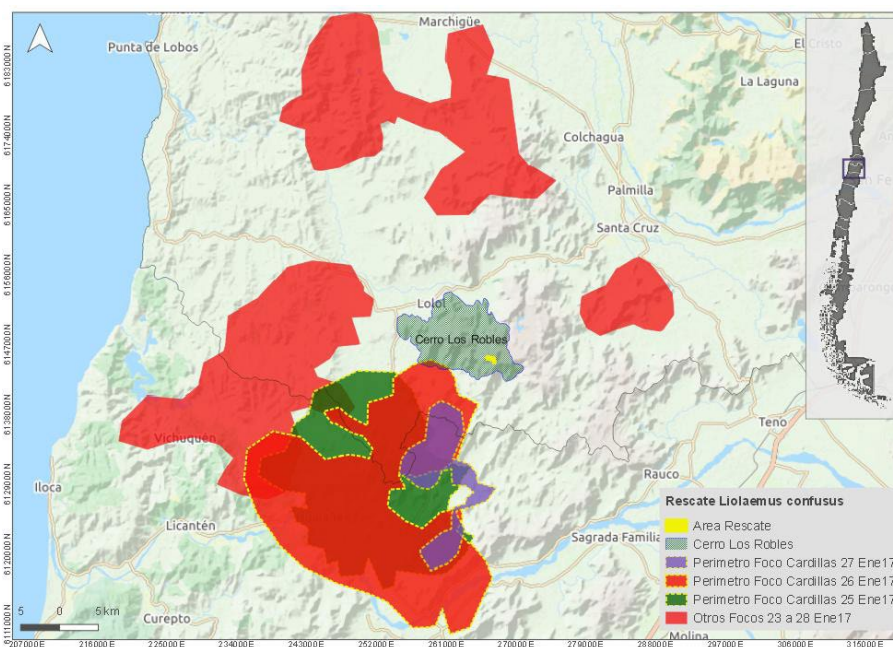 Marchigüe
Punta de Lobos
El Cristo
La Laguna
Colchagua
Palmilla
Santa Cruz
Lolol
Cerro Los Robles
Vichuquén
Teno
Iloca
Rauco
Licantén
Sagrada Familia
Curepto
Molina
Rescate Liolaemus confusus
Area Rescate
Cerro Los Robles
Perimetro Foco Cardillas 27 Ene17
Perimetro Foco Cardillas 26 Ene17
Perimetro Foco Cardillas 25 Ene17
Otros Focos 23 a 28 Ene17
5 0 5 km
6183000 N
6174000 N
6165000 N
6156000 N
6147000 N
6138000 N
6129000 N
6120000 N
6111000 N
207000 E 216000 E 225000 E 234000 E 243000 E 252000 E 261000 E 270000 E 279000 E 288000 E 297000 E 306000 E 315000 E